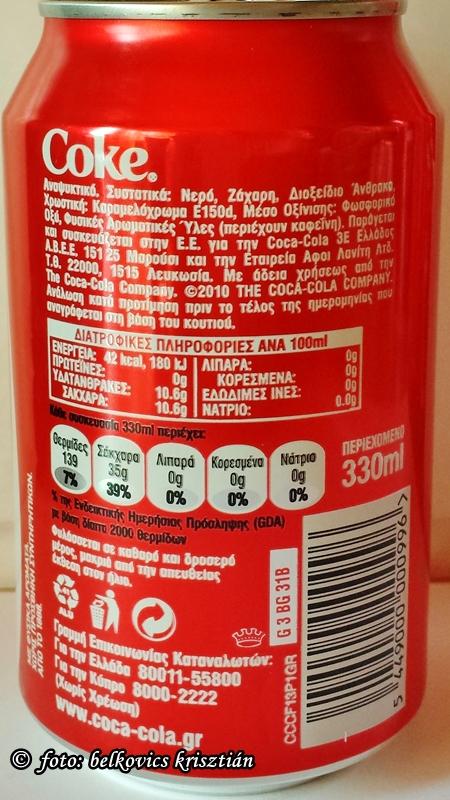 Coke®
Αναψυκτικό. Συστατικά: Νερό, Ζάχαρη, Διοξείδιο Άνθρακα,
Χρωστική: Καραμελόχρωμα E150d, Μέσο Οξίνισης: Φωσφορικό
Οξύ, Φυσικές Αρωματικές Ύλες (περιέχουν καφεΐνη). Παράγεται
και συσκευάζεται στην Ε.Ε. για την Coca-Cola 3E Ελλάδος
Α.Β.Ε.Ε. 151 25 Μαρούσι και την Εταιρεία Αφοι Λανίτη Λτδ.
Τ.Θ. 22000, 1515 Λευκωσία. Με άδεια χρήσεως από την
The Coca-Cola Company. ©2010 THE COCA-COLA COMPANY.
Ανάλωση κατά προτίμηση πριν το τέλος της ημερομηνίας που
αναγράφεται στη βάση του κουτιού.
ΔΙΑΤΡΟΦΙΚΕΣ ΠΛΗΡΟΦΟΡΙΕΣ ΑΝΑ 100ml
ΕΝΕΡΓΕΙΑ: 42 kcal, 180 kJ
ΠΡΩΤΕΪΝΕΣ: 0g
ΥΔΑΤΑΝΘΡΑΚΕΣ: 10.6g
ΣΑΚΧΑΡΑ: 10.6g
ΛΙΠΑΡΑ: 0g
ΚΟΡΕΣΜΕΝΑ: 0g
ΕΔΩΔΙΜΕΣ ΙΝΕΣ: 0g
ΝΑΤΡΙΟ: 0.0g
Κάθε συσκευασία 330ml περιέχει:
Θερμίδες 139 7%
Σάκχαρα 35g 39%
Λιπαρά 0g 0%
Κορεσμένα 0g 0%
Νάτριο 0g 0%
ΠΕΡΙΕΧΟΜΕΝΟ
330ml
% της Ενδεικτικής Ημερήσιας Πρόσληψης (GDA)
με βάση δίαιτα 2000 θερμίδων
Φυλάσσεται σε καθαρό και δροσερό
μέρος, μακριά από την απευθείας
έκθεση στον ήλιο.
ALU
G 3 BG 31B
CCCF13P1GR
5 449000 000996
Γραμμή Επικοινωνίας Καταναλωτών:
Για την Ελλάδα 80011-55800
Για την Κύπρο 8000-2222
(Χωρίς Χρέωση)
www.coca-cola.gr
© foto: belkovics krisztián